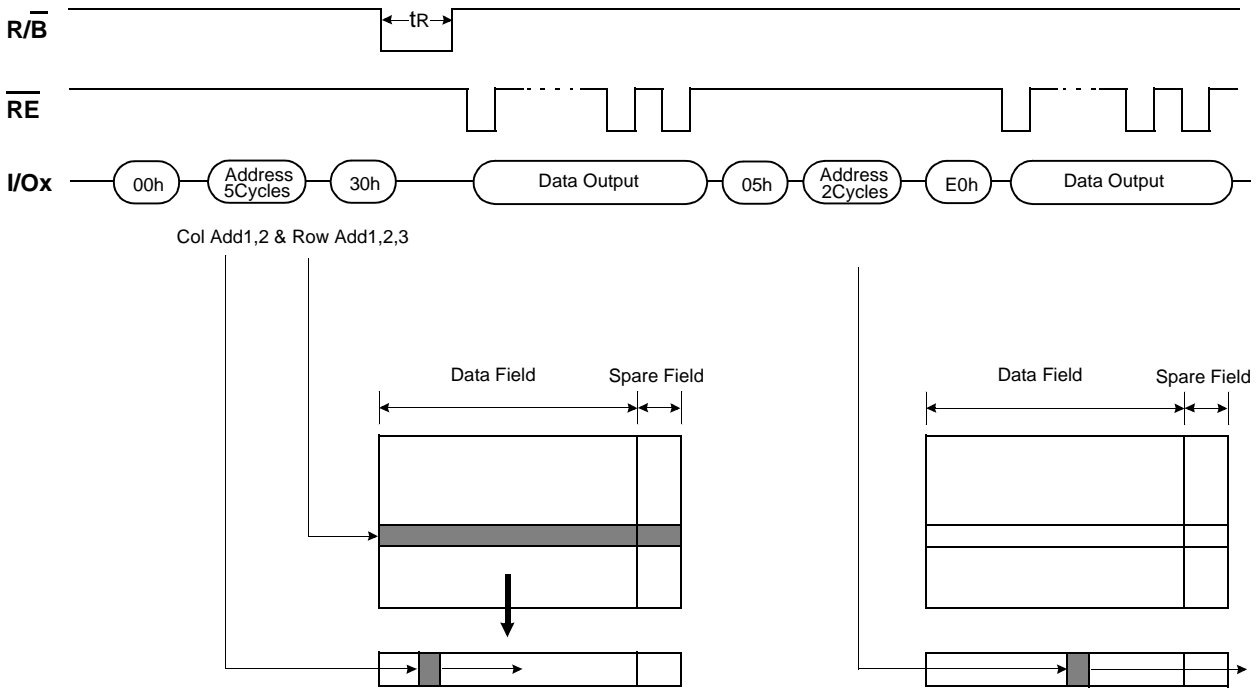 R/B̅
tR
R̅E̅
I/Ox
00h
Address
5Cycles
30h
Data Output
05h
Address
2Cycles
E0h
Data Output
Col Add1,2 & Row Add1,2,3
Data Field
Spare Field
Data Field
Spare Field